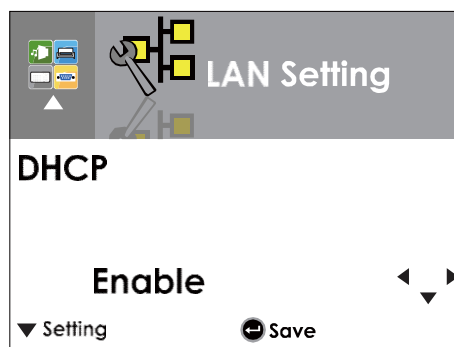 LAN Setting
DHCP
Enable
Setting
Save